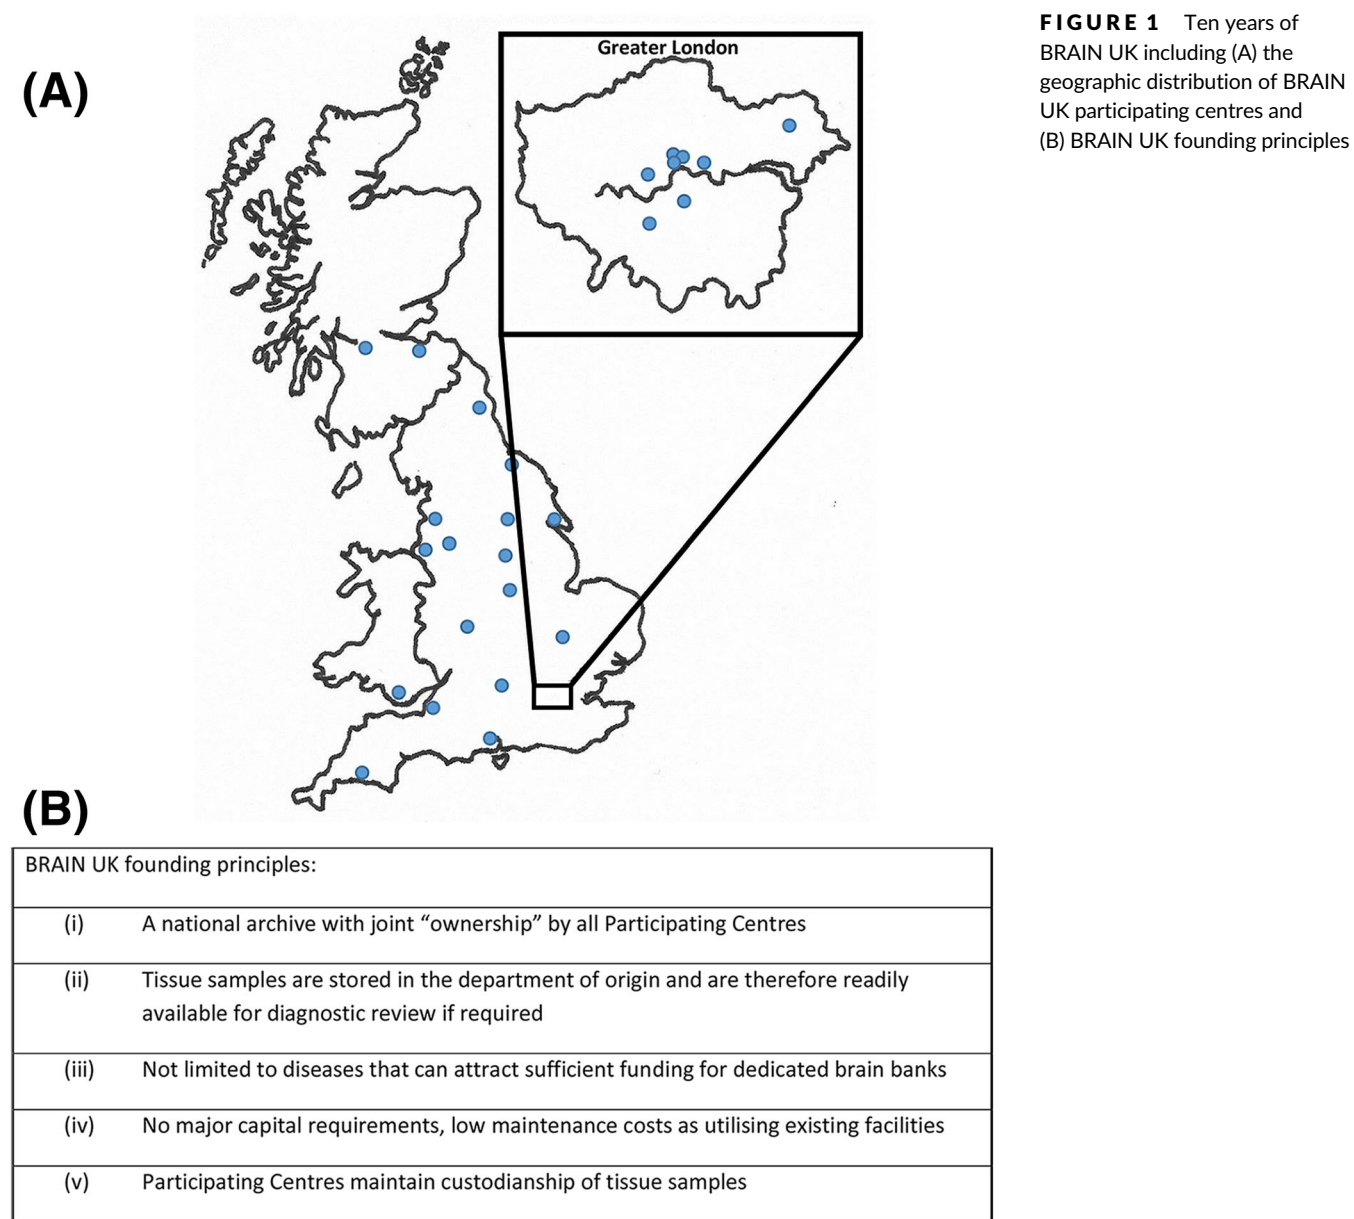 (A)
Greater London
FIGURE 1 Ten years of
BRAIN UK including (A) the
geographic distribution of BRAIN
UK participating centres and
(B) BRAIN UK founding principles
(B)
BRAIN UK founding principles:
(i) A national archive with joint “ownership” by all Participating Centres
(ii) Tissue samples are stored in the department of origin and are therefore readily
available for diagnostic review if required
(iii) Not limited to diseases that can attract sufficient funding for dedicated brain banks
(iv) No major capital requirements, low maintenance costs as utilising existing facilities
(v) Participating Centres maintain custodianship of tissue samples